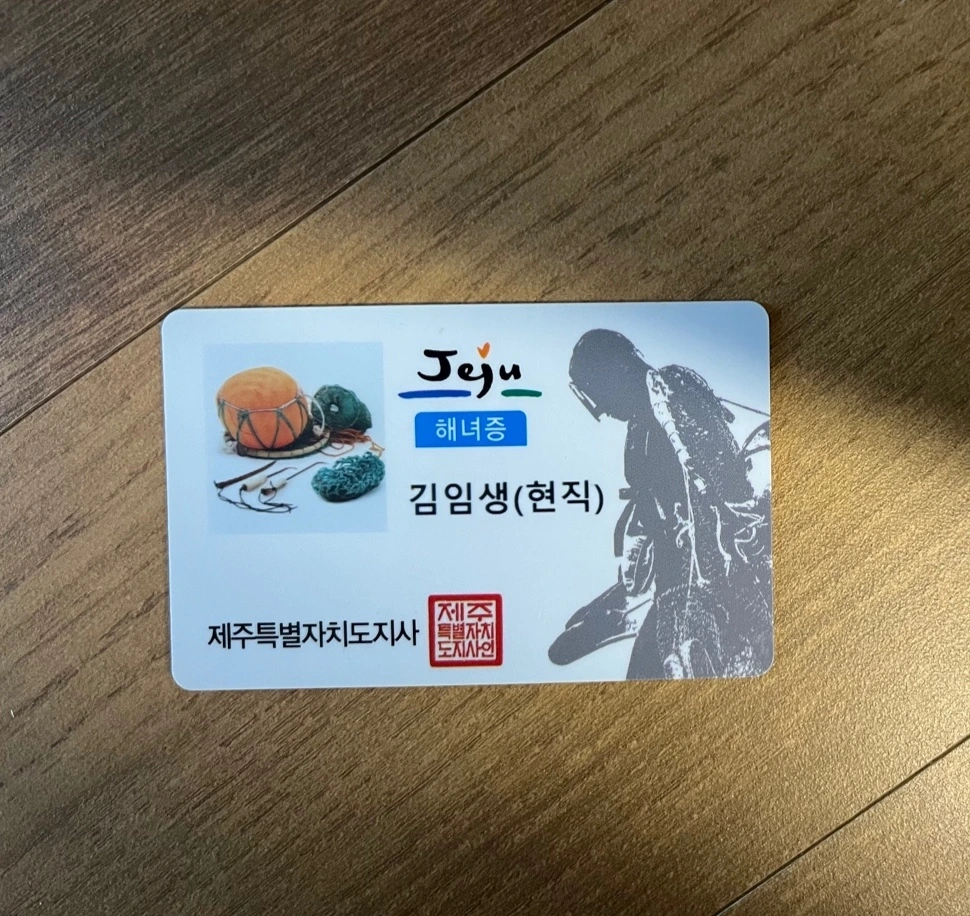 Jeju
해녀증
김임생(현직)
제주특별자치도지사
제주
특별자치
도지사인